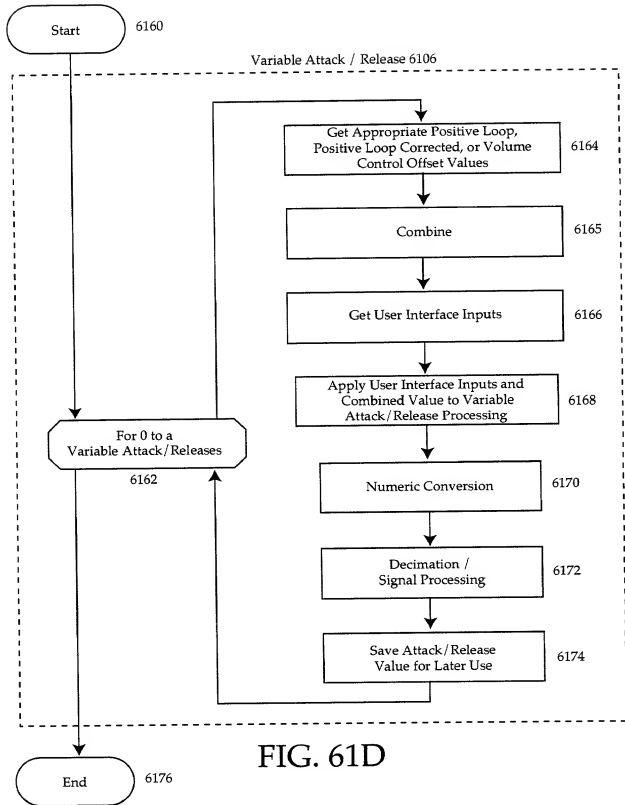 Start
6160
Variable Attack / Release 6106
Get Appropriate Positive Loop,
Positive Loop Corrected, or Volume
Control Offset Values
6164
Combine
6165
Get User Interface Inputs
6166
Apply User Interface Inputs and
Combined Value to Variable
Attack/Release Processing
6168
For 0 to a
Variable Attack/Releases
6162
Numeric Conversion
6170
Decimation /
Signal Processing
6172
Save Attack/Release
Value for Later Use
6174
FIG. 61D
End
6176